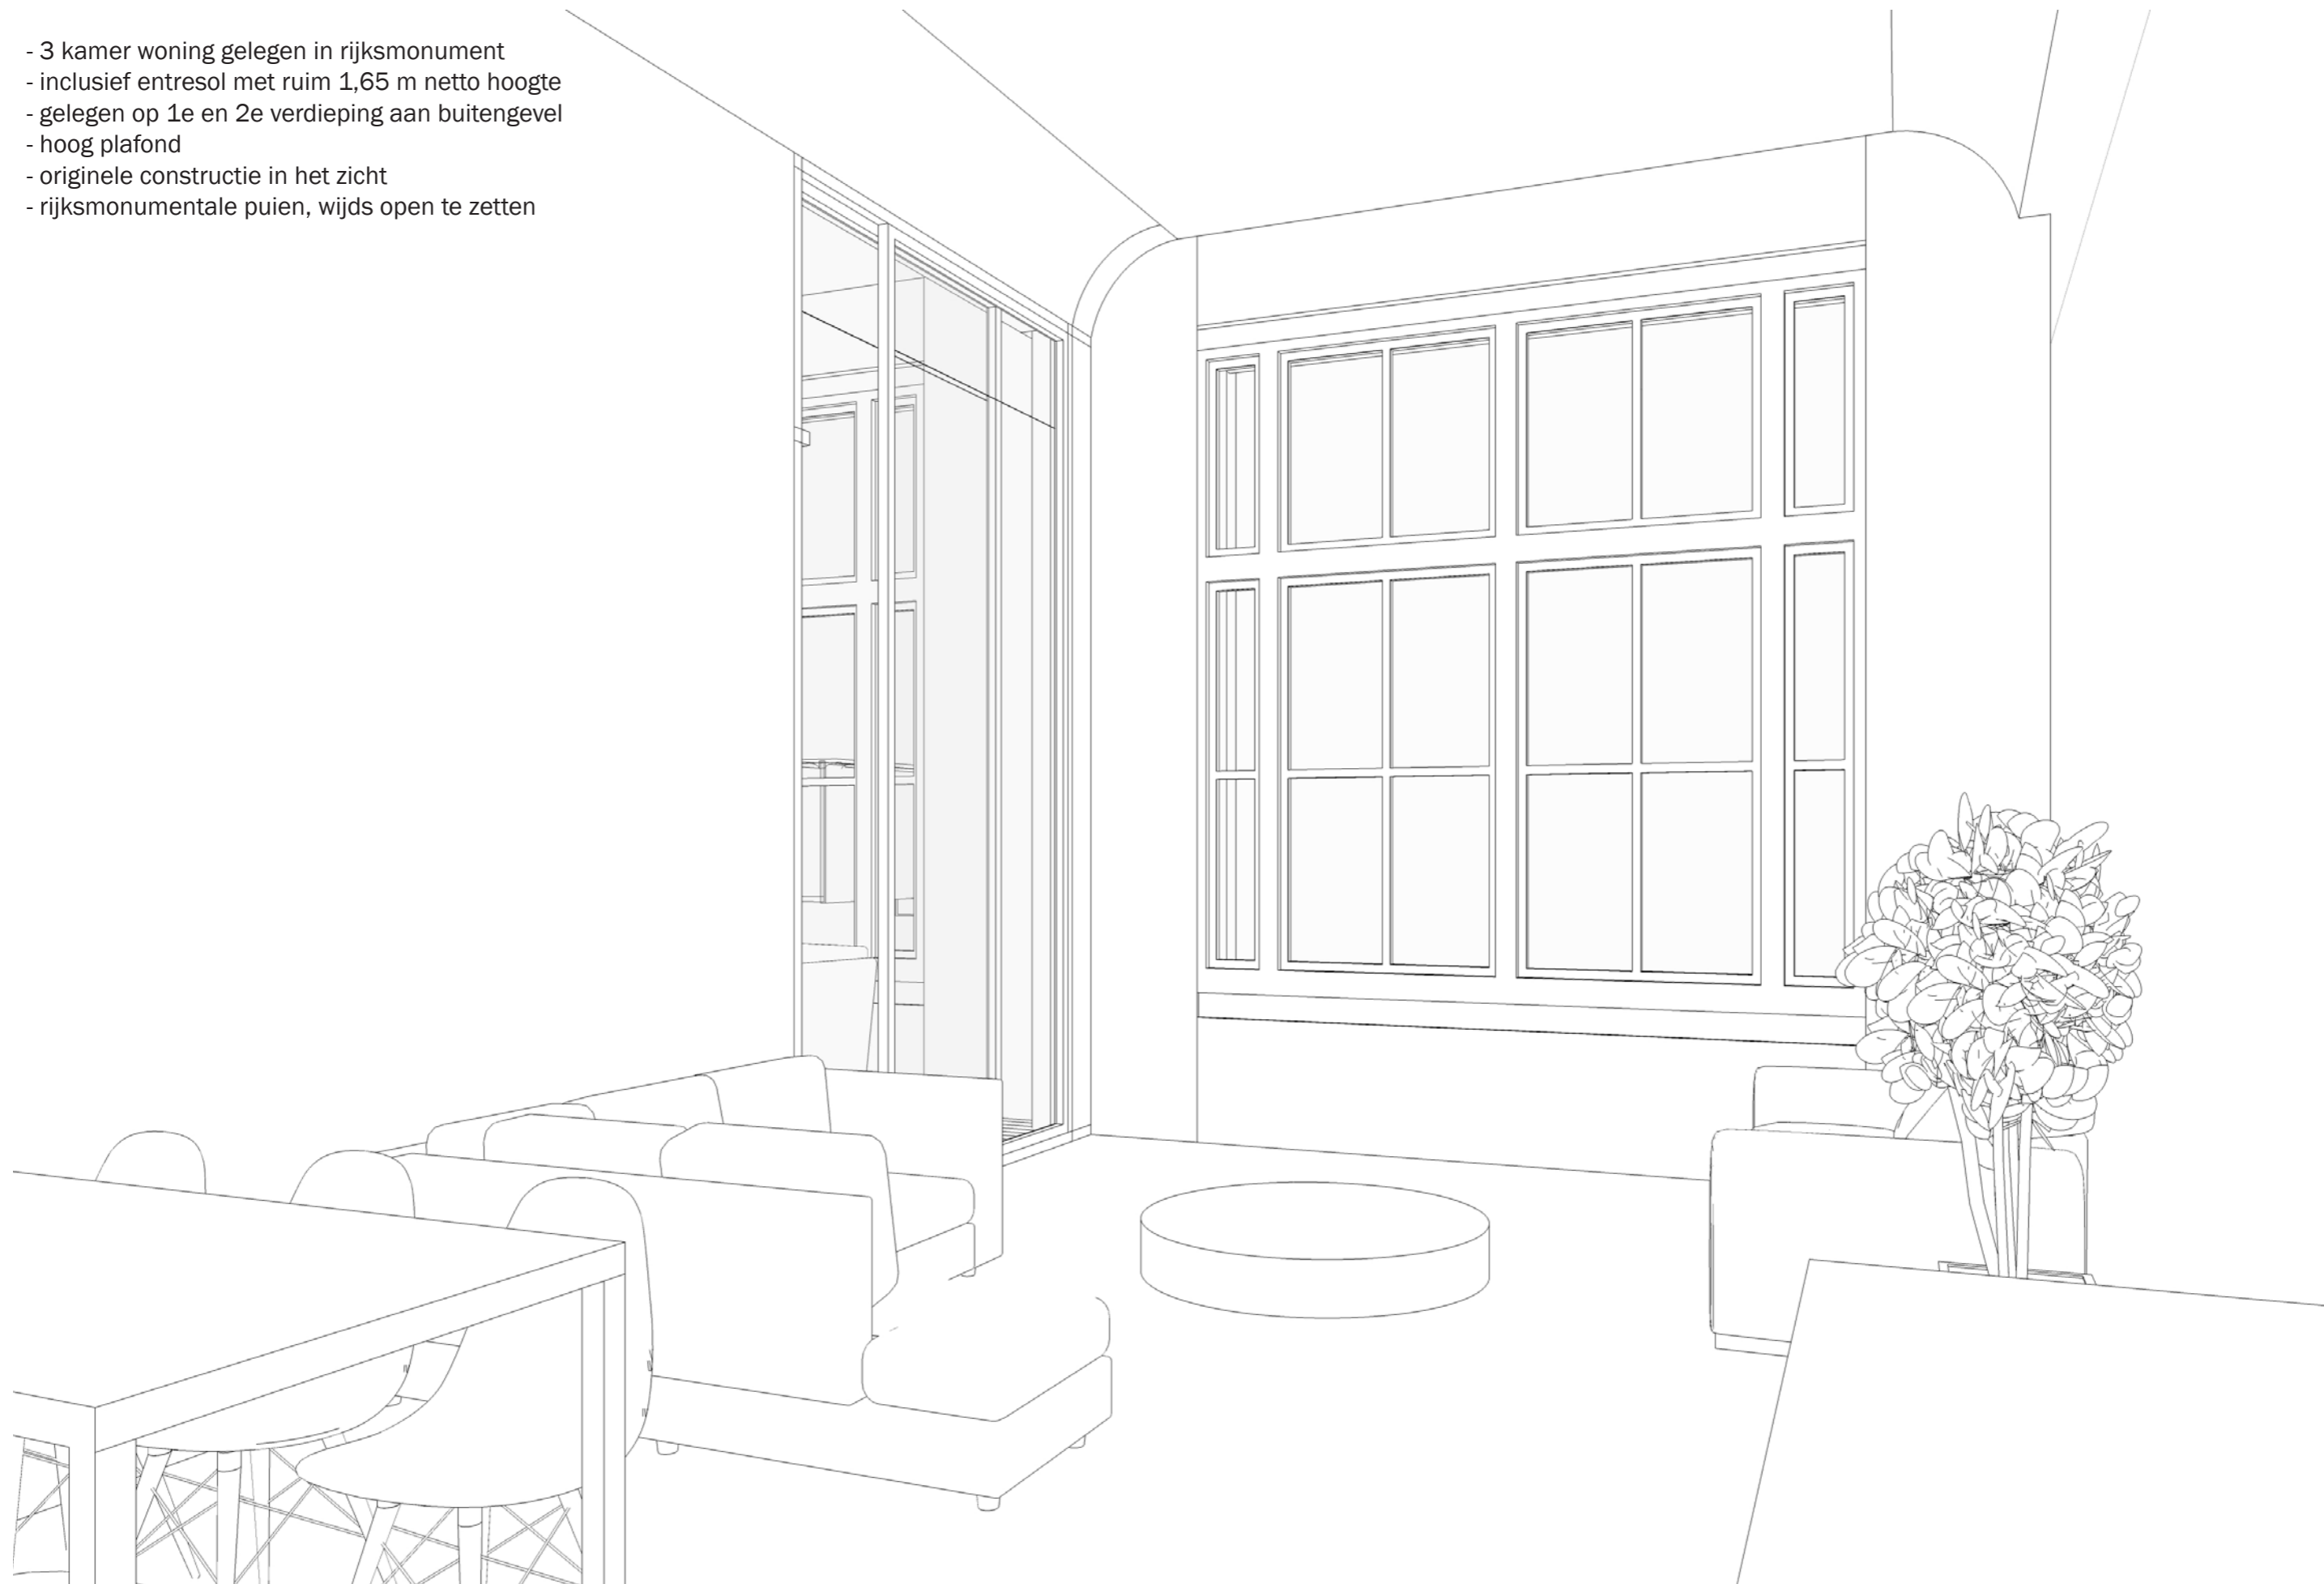 - 3 kamer woning gelegen in rijksmonument
- inclusief entresol met ruim 1,65 m netto hoogte
- gelegen op 1e en 2e verdieping aan buitengevel
- hoog plafond
- originele constructie in het zicht
- rijksmonumentale puien, wijds open te zetten